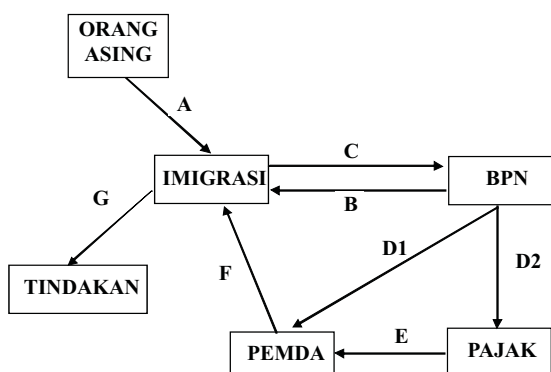 ORANG
ASING
A
C
IMIGRASI
BPN
G
B
D1
D2
F
TINDAKAN
E
PEMDA
PAJAK